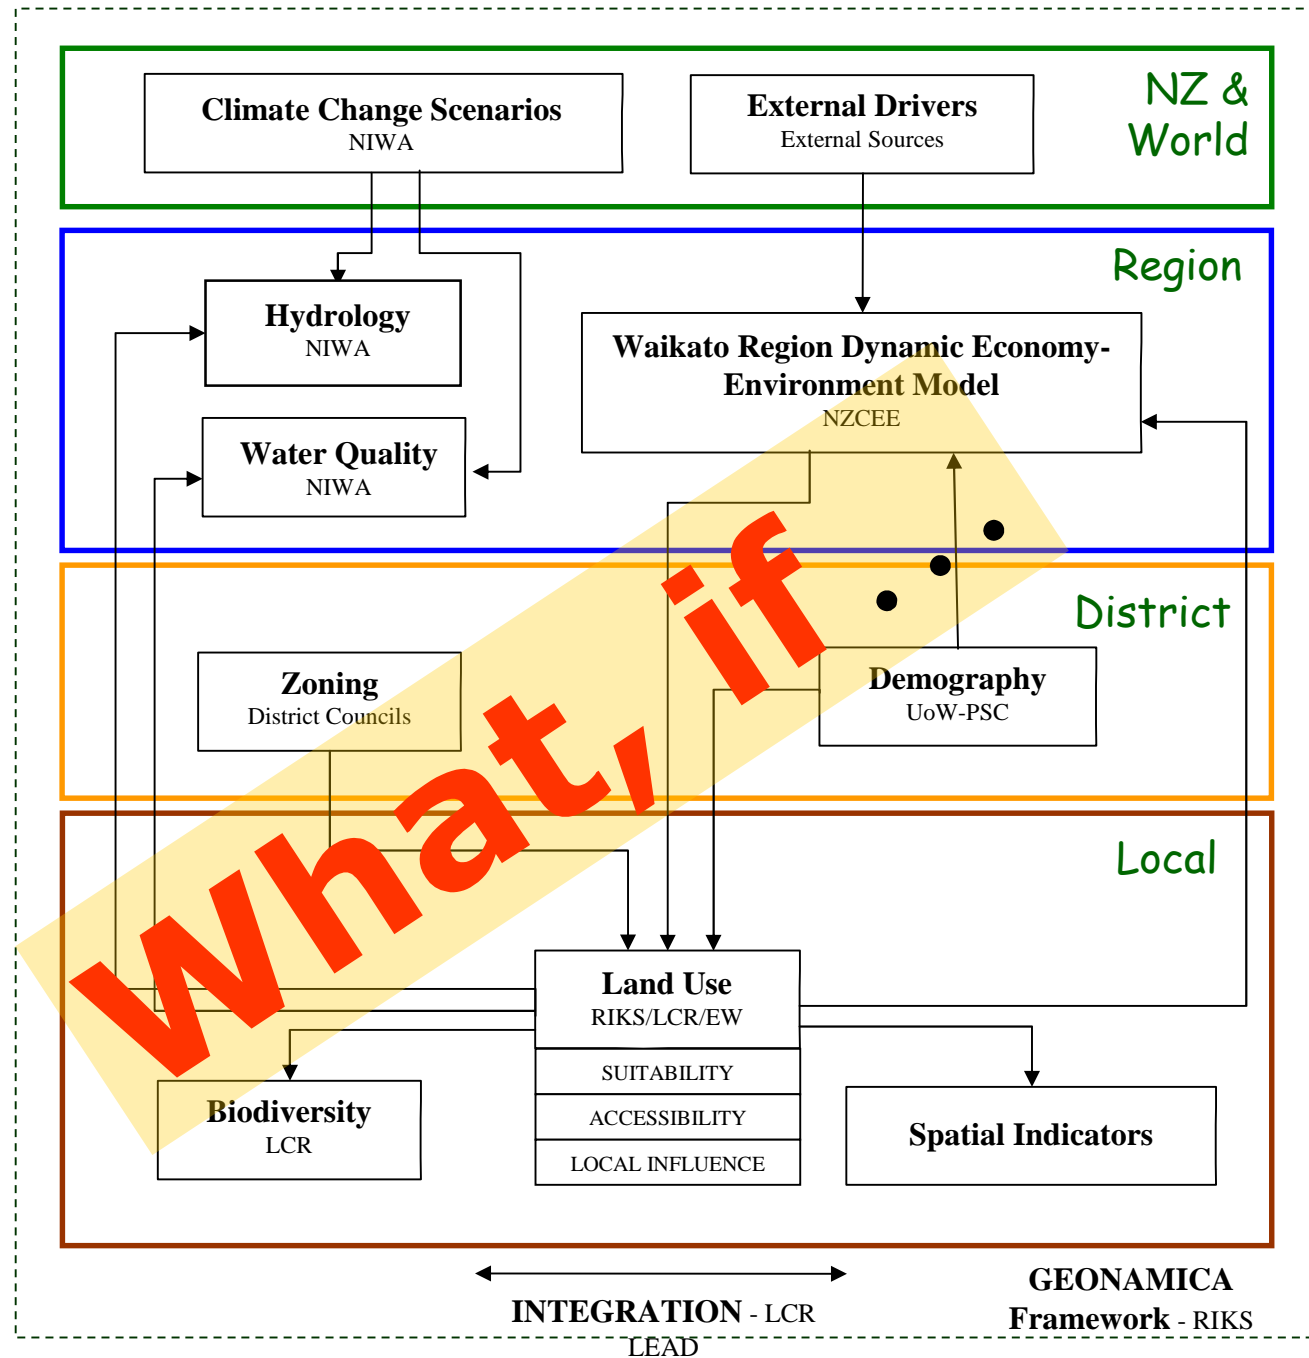 Climate Change Scenarios
NIWA
External Drivers
External Sources
NZ &
World
Region
Hydrology
NIWA
Waikato Region Dynamic Economy-
Environment Model
NZCEE
Water Quality
NIWA
District
Zoning
District Councils
Demography
UoW-PSC
What, if
Local
Land Use
RIKS/LCR/EW
SUITABILITY
ACCESSIBILITY
LOCAL INFLUENCE
Biodiversity
LCR
Spatial Indicators
INTEGRATION - LCR
LEAD
GEONAMICA
Framework - RIKS